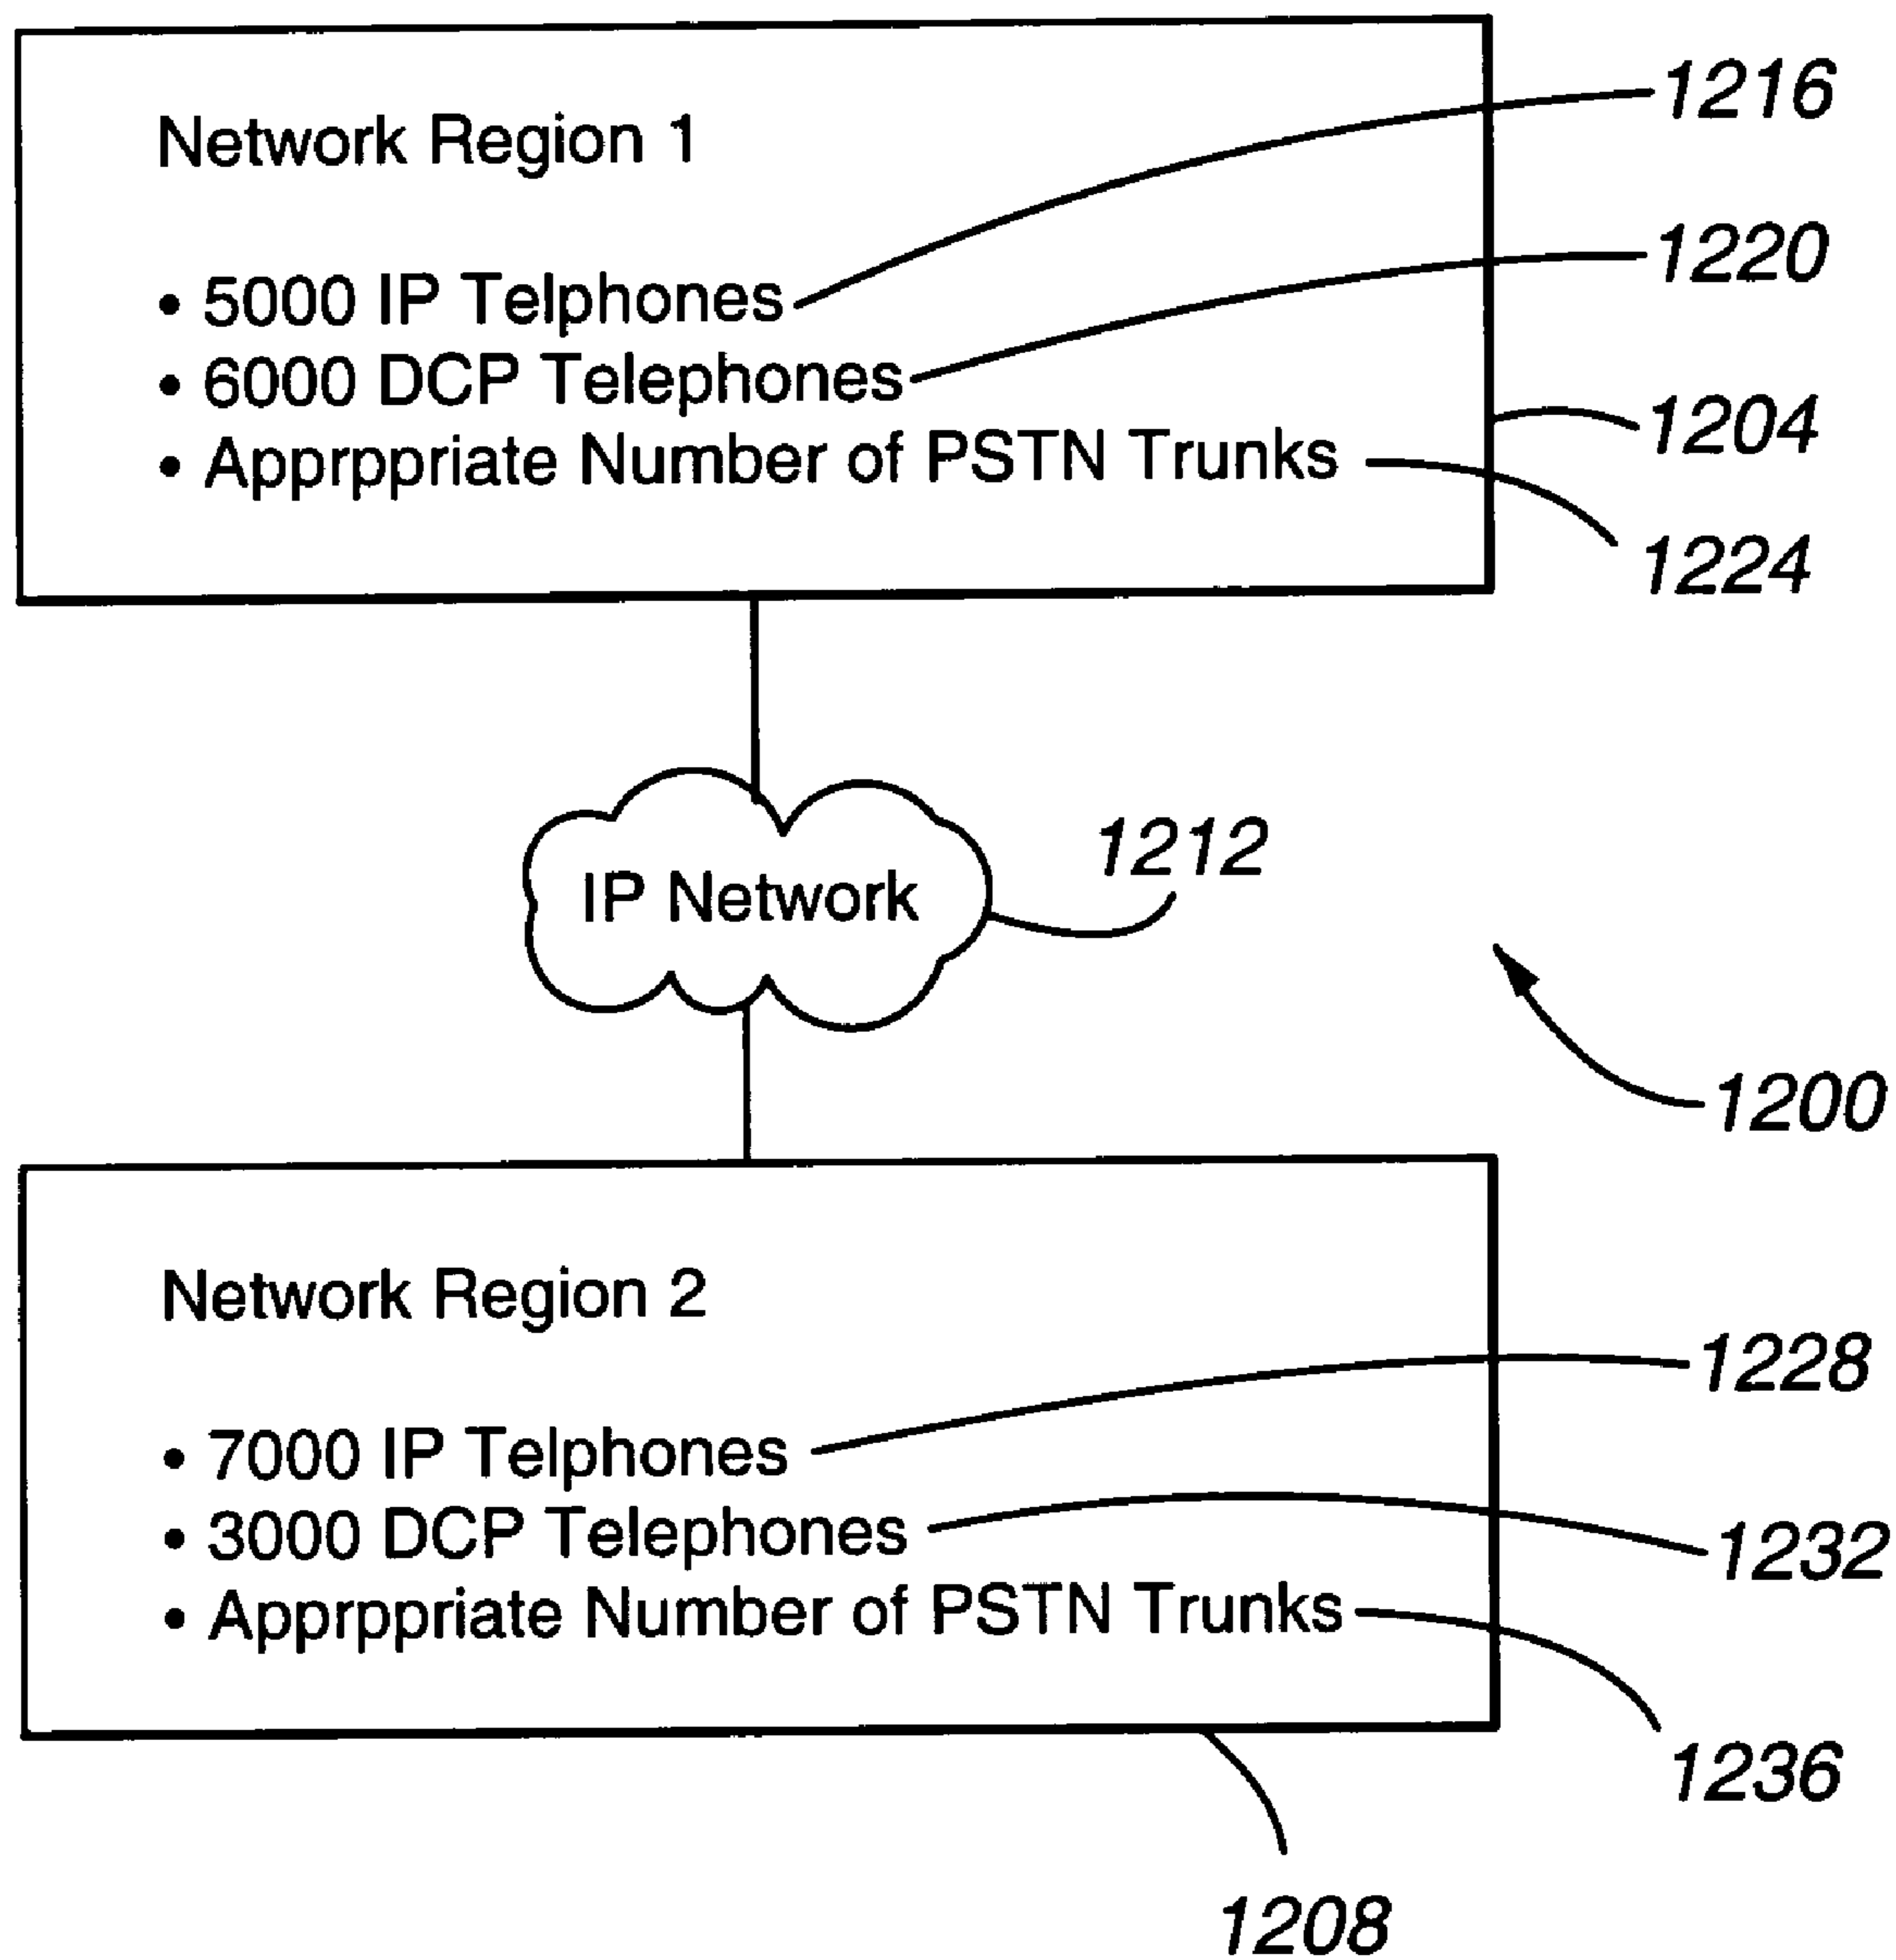 Network Region 1
1216
• 5000 IP Telphones
1220
• 6000 DCP Telephones
1204
• Apprppriate Number of PSTN Trunks
1224
IP Network
1212
1200
Network Region 2
1228
• 7000 IP Telphones
• 3000 DCP Telephones
1232
• Apprppriate Number of PSTN Trunks
1236
1208